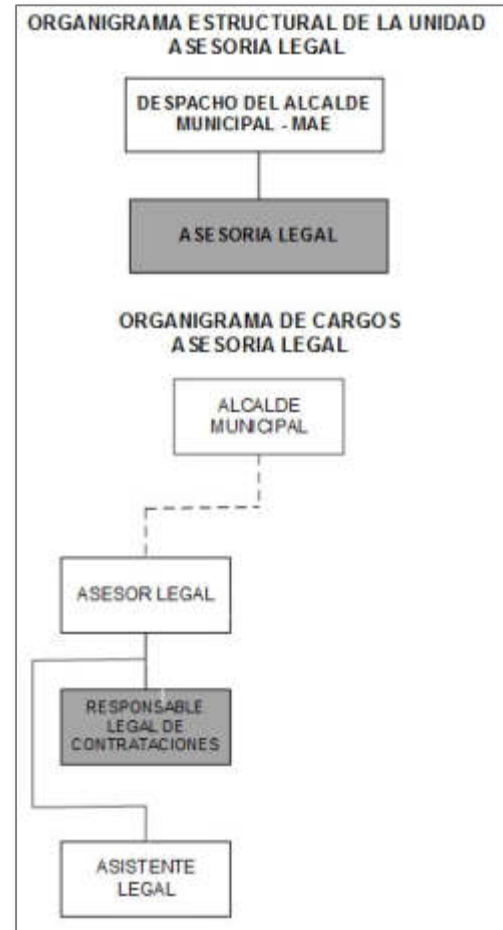 ORGANIGRAMA ESTRUCTURAL DE LA UNIDAD
ASESORIA LEGAL
DESPACHO DEL ALCALDE
MUNICIPAL - MAE
ASESORIA LEGAL
ORGANIGRAMA DE CARGOS
ASESORIA LEGAL
ALCALDE
MUNICIPAL
ASESOR LEGAL
RESPONSABLE
LEGAL DE
CONTRATACIONES
ASISTENTE
LEGAL